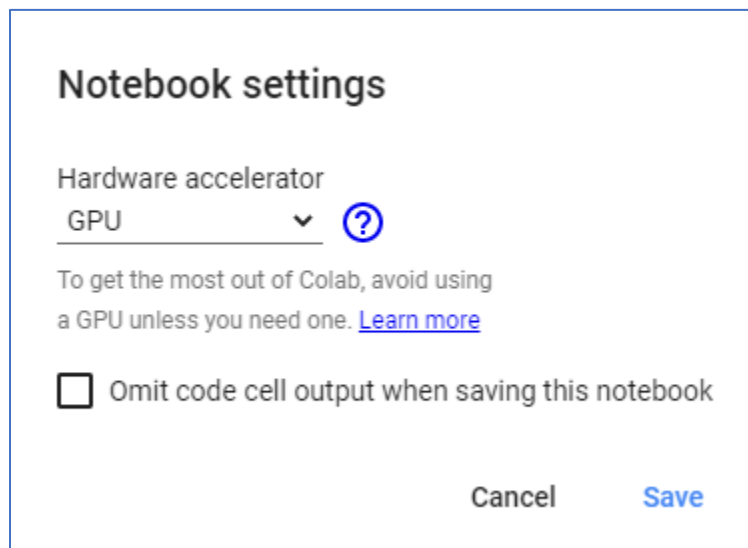 Notebook settings
Hardware accelerator
GPU
?
To get the most out of Colab, avoid using
a GPU unless you need one. Learn more
Omit code cell output when saving this notebook
Cancel Save